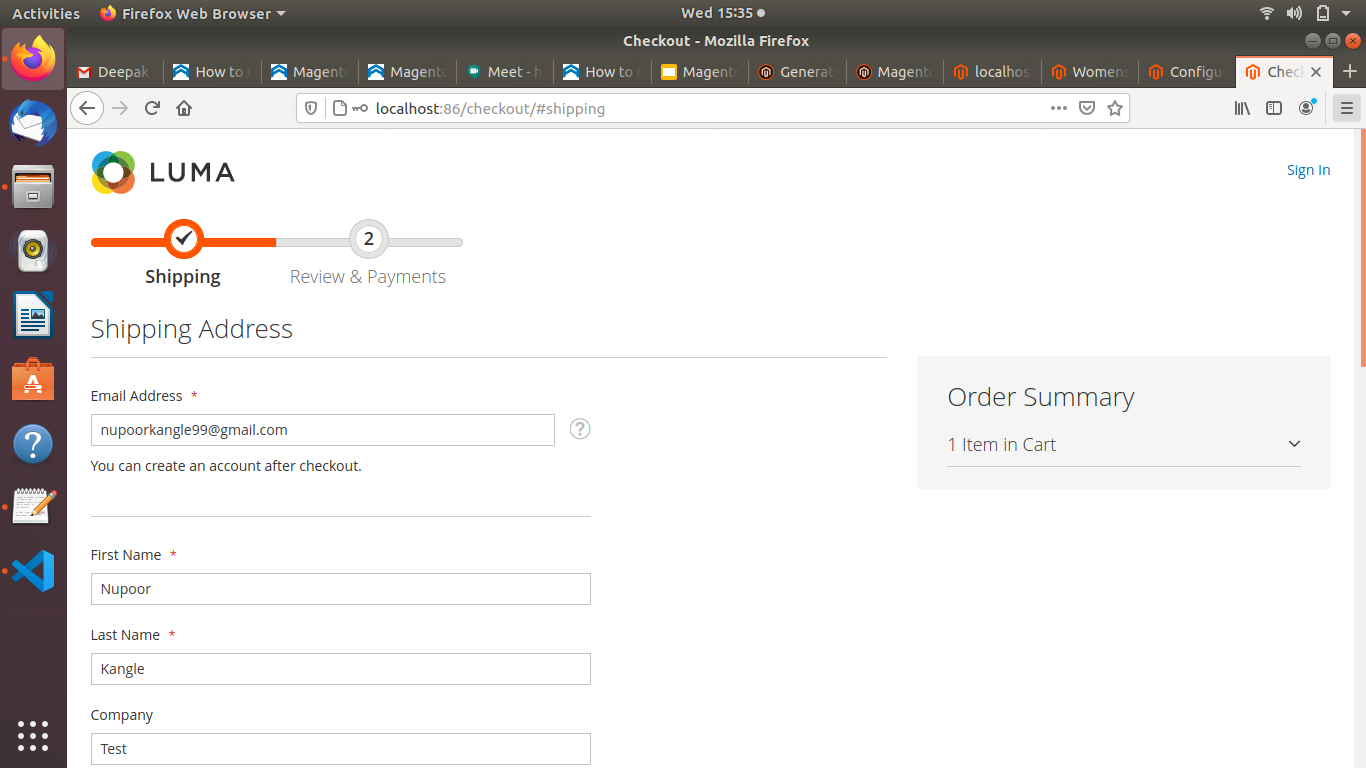 Activities Firefox Web Browser Wed 15:35
Checkout - Mozilla Firefox
Deepak How to Magento Magento Meet - h How to Magento Generat Magento localhos Womens Configu Check
localhost:86/checkout/#shipping
LUMA
Sign In
2
Shipping Review & Payments
Shipping Address
Order Summary
1 Item in Cart
Email Address *
nupoorkangle99@gmail.com
?
You can create an account after checkout.
First Name *
Nupoor
Last Name *
Kangle
Company
Test